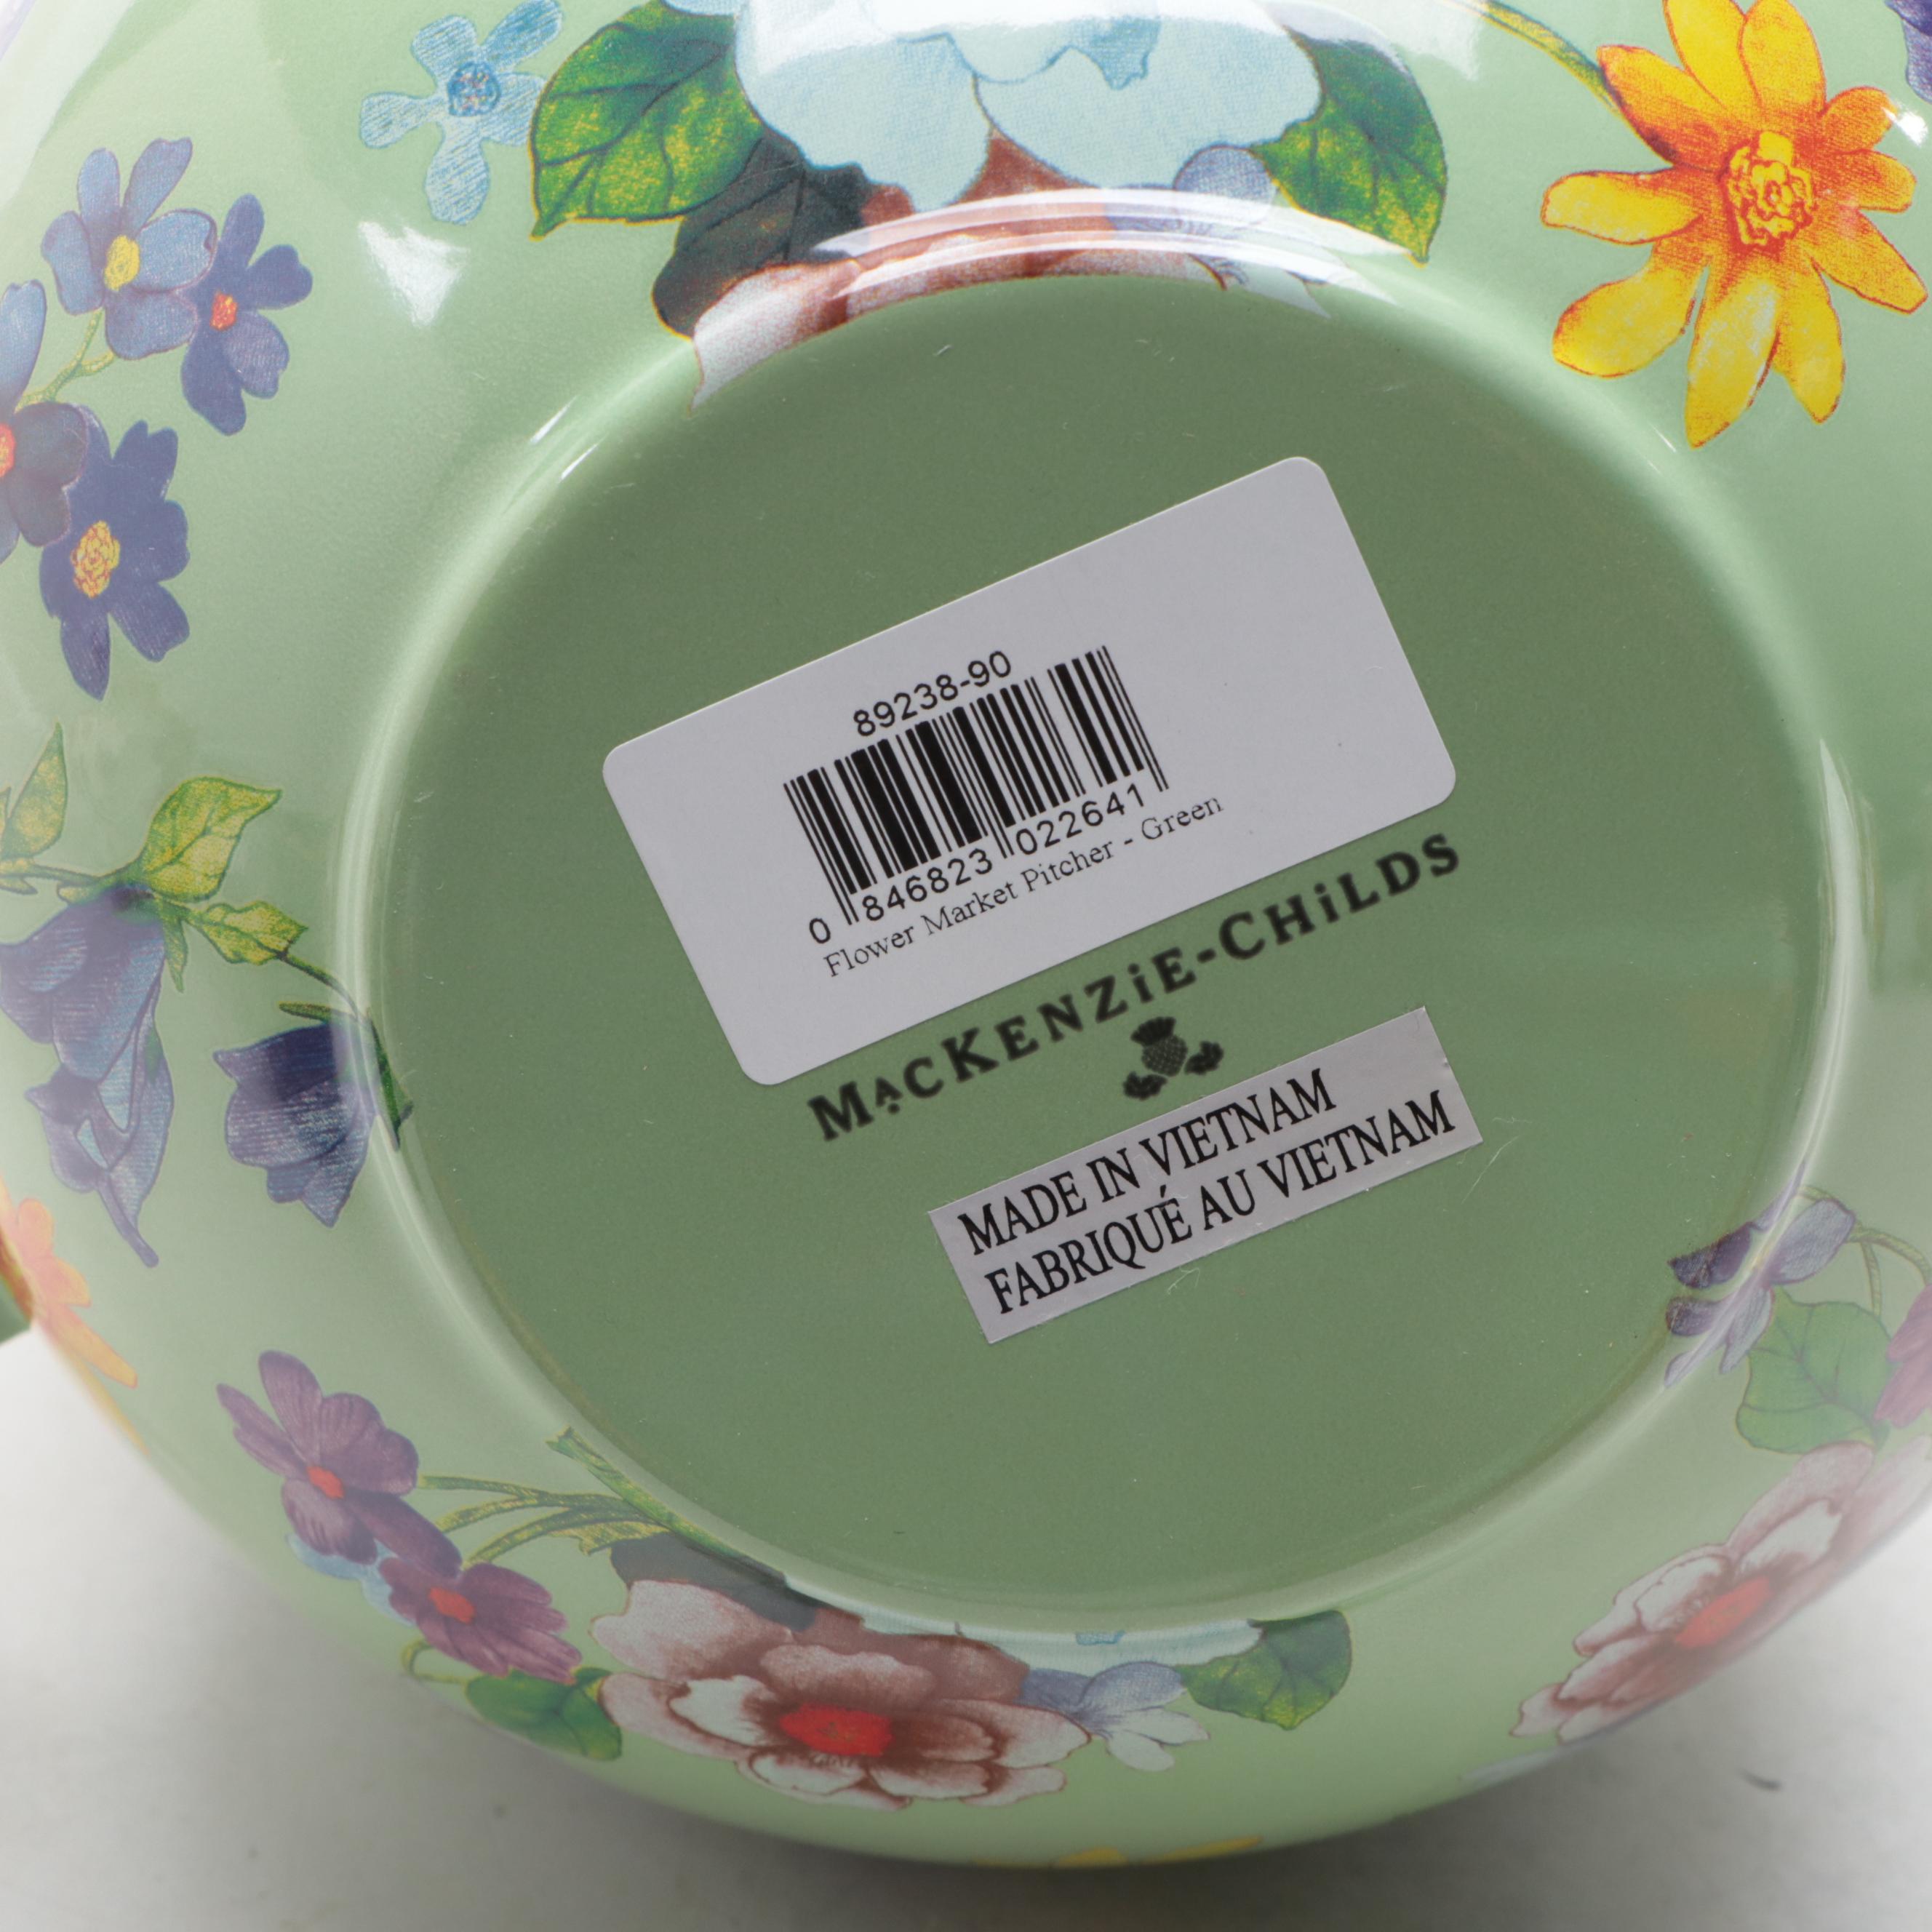 89238-90
0 846823 022641
Flower Market Pitcher - Green
MACKENZiE-CHiLDS
MADE IN VIETNAM
FABRIQUÉ AU VIETNAM